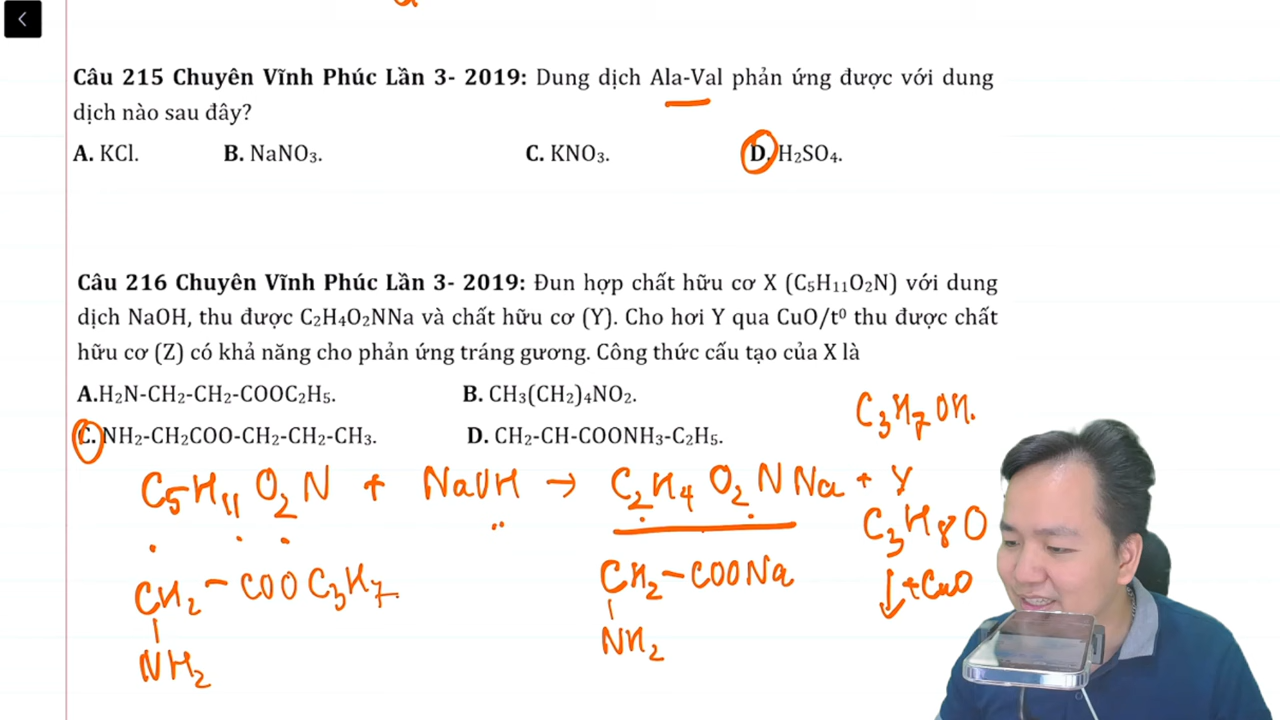 Câu 215 Chuyên Vĩnh Phúc Lần 3- 2019: Dung dịch Ala-Val phản ứng được với dung
dịch nào sau đây?
A. KCl. B. NaNO₃. C. KNO₃. D. H₂SO₄.
Câu 216 Chuyên Vĩnh Phúc Lần 3- 2019: Đun hợp chất hữu cơ X (C₅H₁₁O₂N) với dung
dịch NaOH, thu được C₂H₄O₂NNa và chất hữu cơ (Y). Cho hơi Y qua CuO/t⁰ thu được chất
hữu cơ (Z) có khả năng cho phản ứng tráng gương. Công thức cấu tạo của X là
A.H₂N-CH₂-CH₂-COOC₂H₅. B. CH₃(CH₂)₄NO₂.
C. NH₂-CH₂COO-CH₂-CH₂-CH₃. D. CH₂-CH-COONH₃-C₂H₅.
C₃H₇OH.
C₅H₁₁O₂N + NaOH → C₂H₄O₂NNa + Y
C₃H₈O
CH₂-COOC₃H₇ CH₂-COONa ↓+CuO
NH₂ NH₂